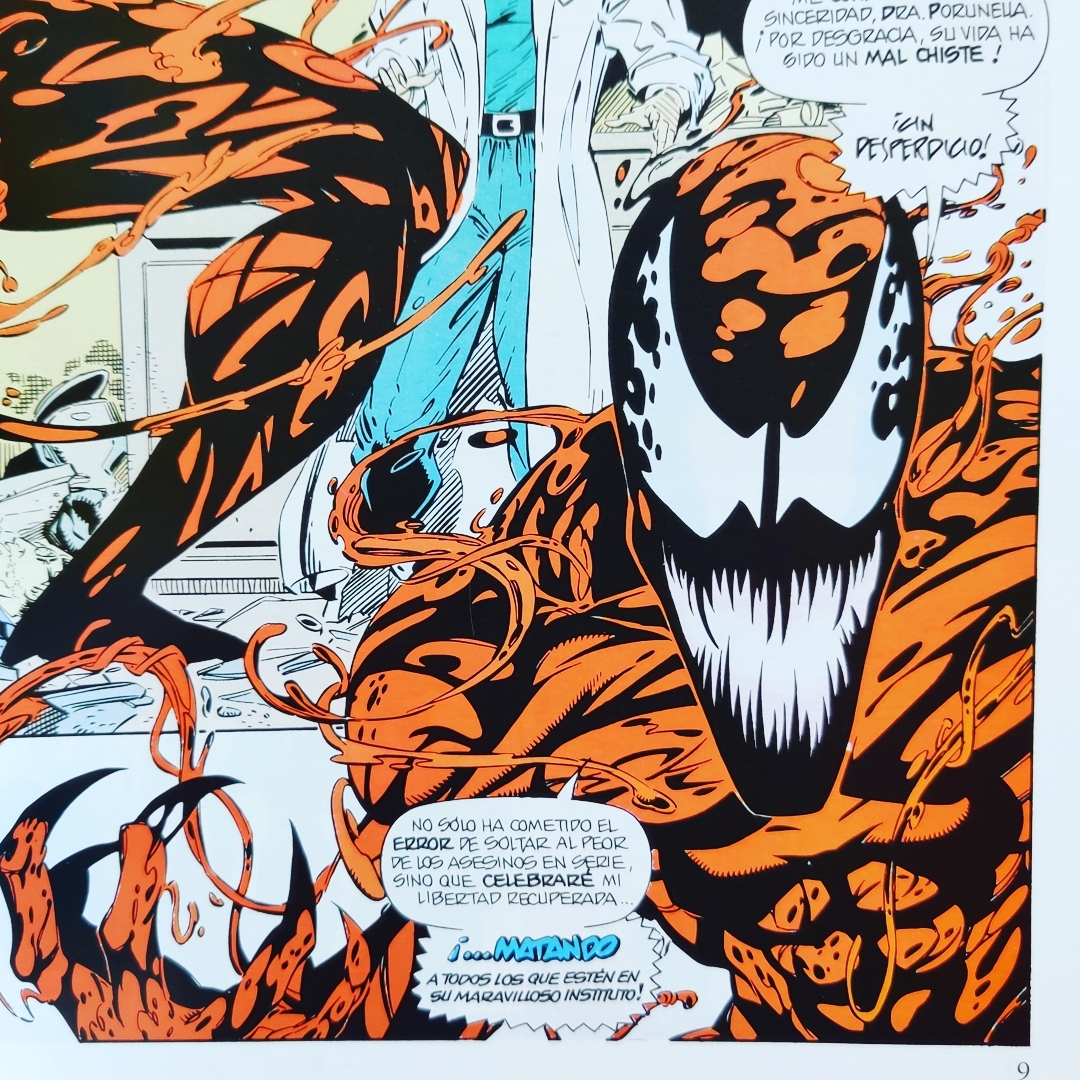 SINCERIDAD, DRA. PORUNELLA.
¡POR DESGRACIA, SU VIDA HA
SIDO UN MAL CHISTE!
¡SIN
DESPERDICIO!
NO SÓLO HA COMETIDO EL
ERROR DE SOLTAR AL PEOR
DE LOS ASESINOS EN SERIE,
SINO QUE CELEBRARÉ MI
LIBERTAD RECUPERADA...
¡...MATANDO
A TODOS LOS QUE ESTÉN EN
SU MARAVILLOSO INSTITUTO!
9